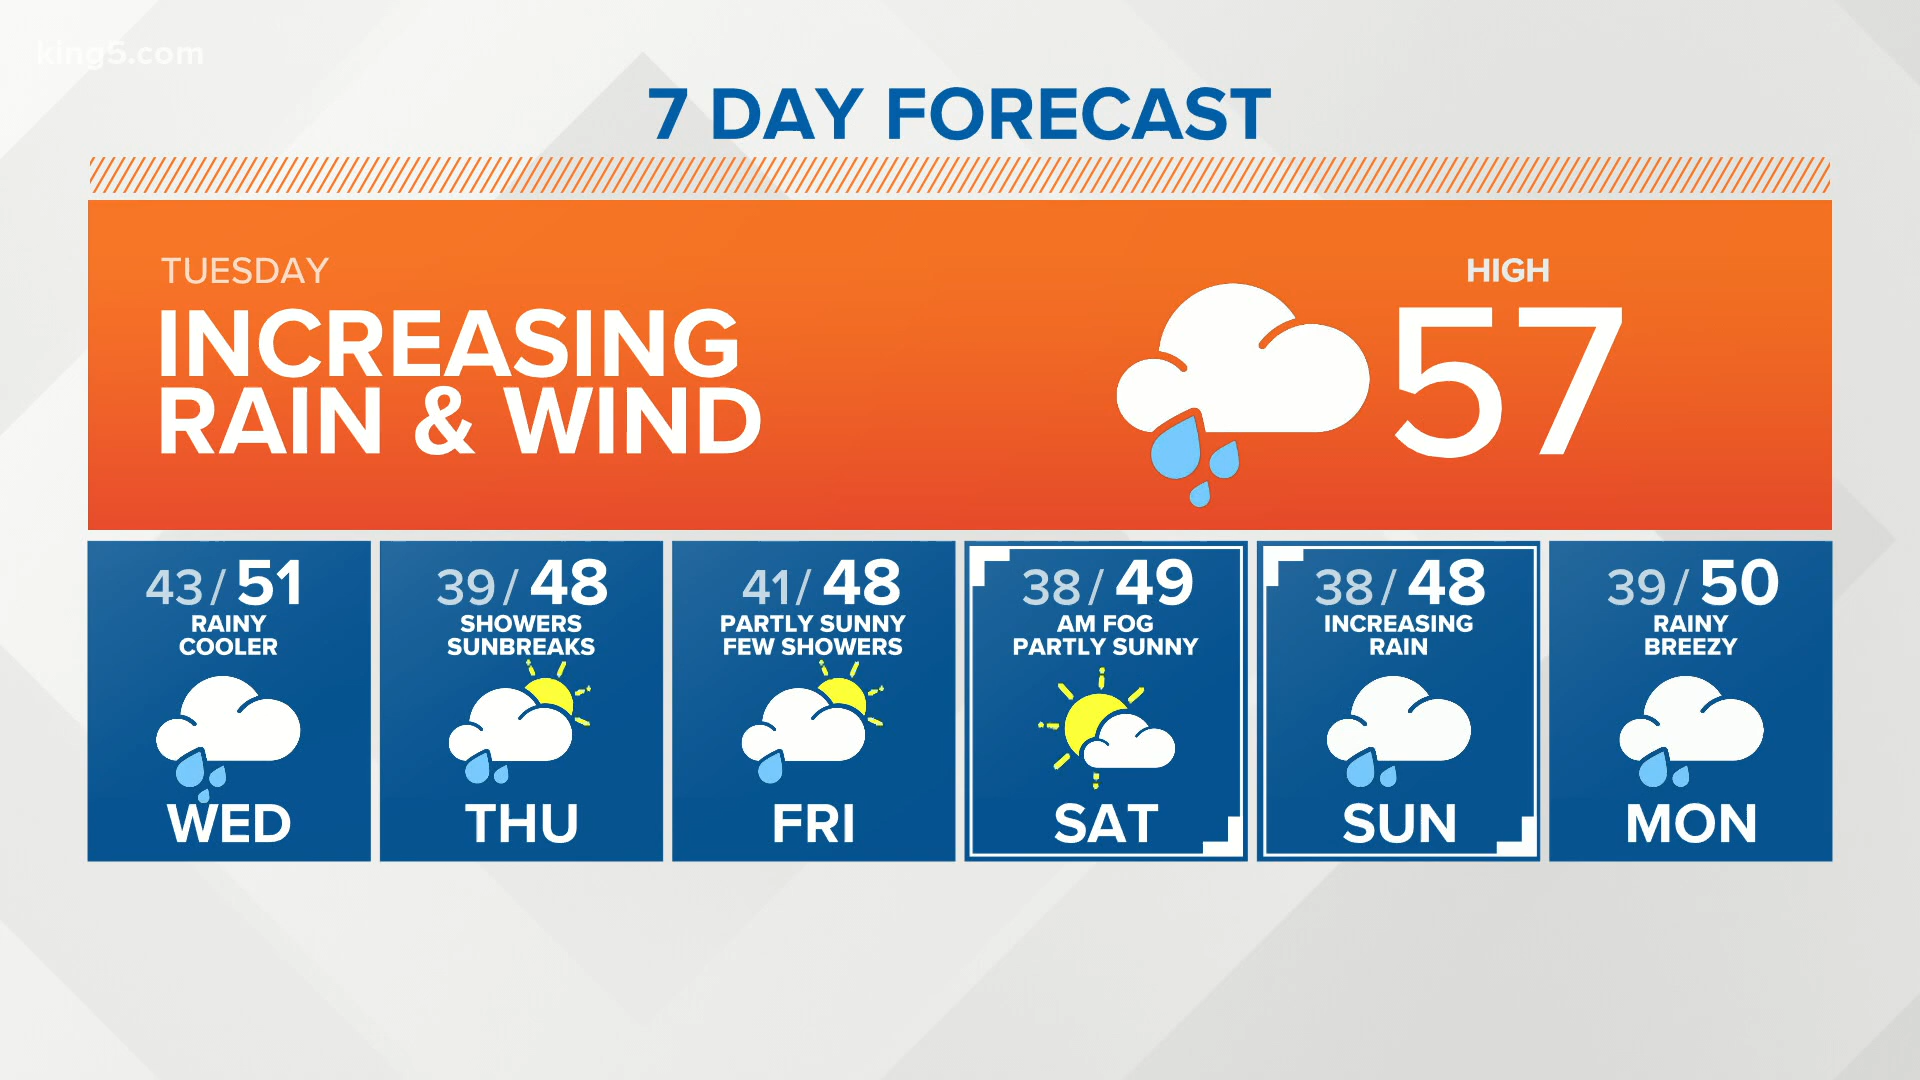 king5.com
7 DAY FORECAST
TUESDAY
INCREASING
RAIN & WIND
HIGH
57
43/51
RAINY
COOLER
WED
39/48
SHOWERS
SUNBREAKS
THU
41/48
PARTLY SUNNY
FEW SHOWERS
FRI
38/49
AM FOG
PARTLY SUNNY
SAT
38/48
INCREASING
RAIN
SUN
39/50
RAINY
BREEZY
MON